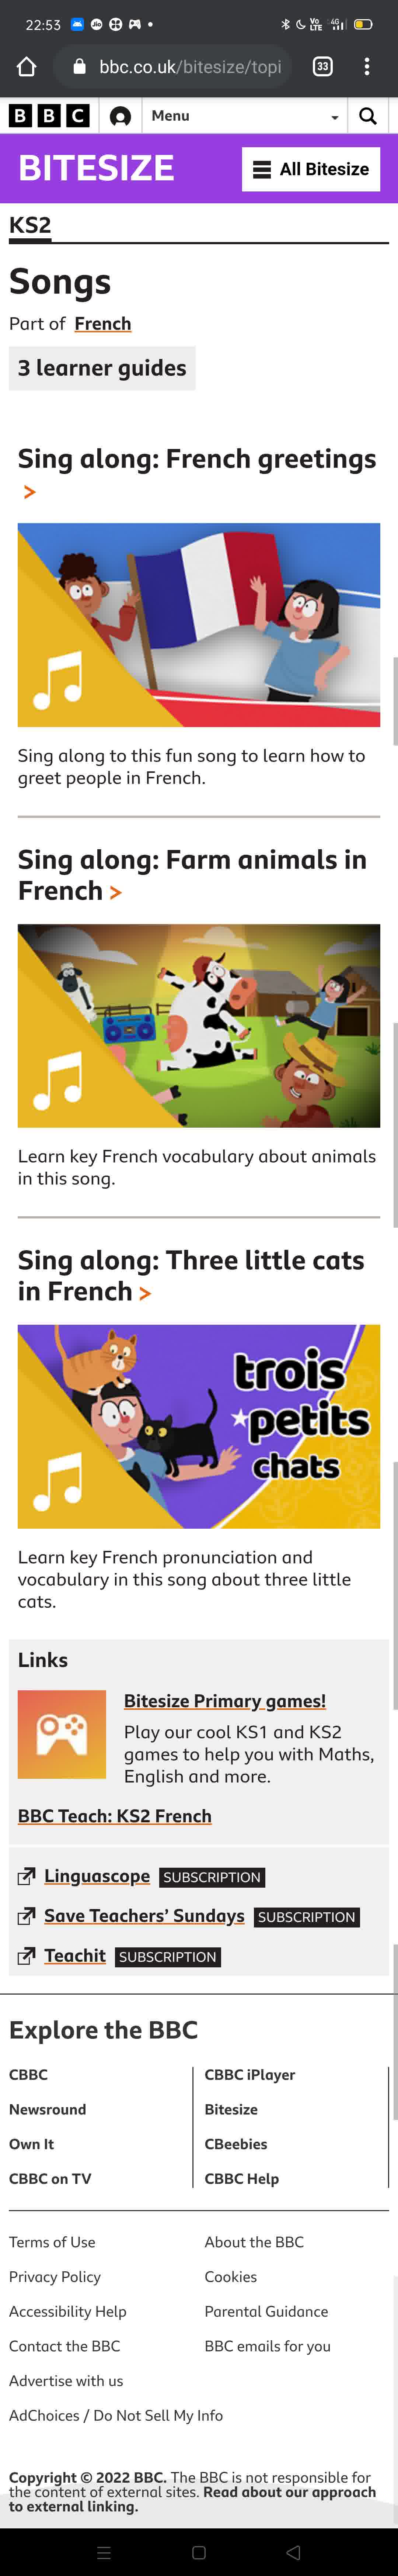 22:53
Jio
Vo
LTE
4G
bbc.co.uk/bitesize/topi
33
BBC
Menu
BITESIZE
All Bitesize
KS2
Songs
Part of French
3 learner guides
Sing along: French greetings
>
Sing along to this fun song to learn how to
greet people in French.
Sing along: Farm animals in
French >
Learn key French vocabulary about animals
in this song.
Sing along: Three little cats
in French >
trois
petits
chats
Learn key French pronunciation and
vocabulary in this song about three little
cats.
Links
Bitesize Primary games!
Play our cool KS1 and KS2
games to help you with Maths,
English and more.
BBC Teach: KS2 French
Linguascope SUBSCRIPTION
Save Teachers’ Sundays SUBSCRIPTION
Teachit SUBSCRIPTION
Explore the BBC
CBBC
CBBC iPlayer
Newsround
Bitesize
Own It
CBeebies
CBBC on TV
CBBC Help
Terms of Use
About the BBC
Privacy Policy
Cookies
Accessibility Help
Parental Guidance
Contact the BBC
BBC emails for you
Advertise with us
AdChoices / Do Not Sell My Info
Copyright © 2022 BBC. The BBC is not responsible for
the content of external sites. Read about our approach
to external linking.